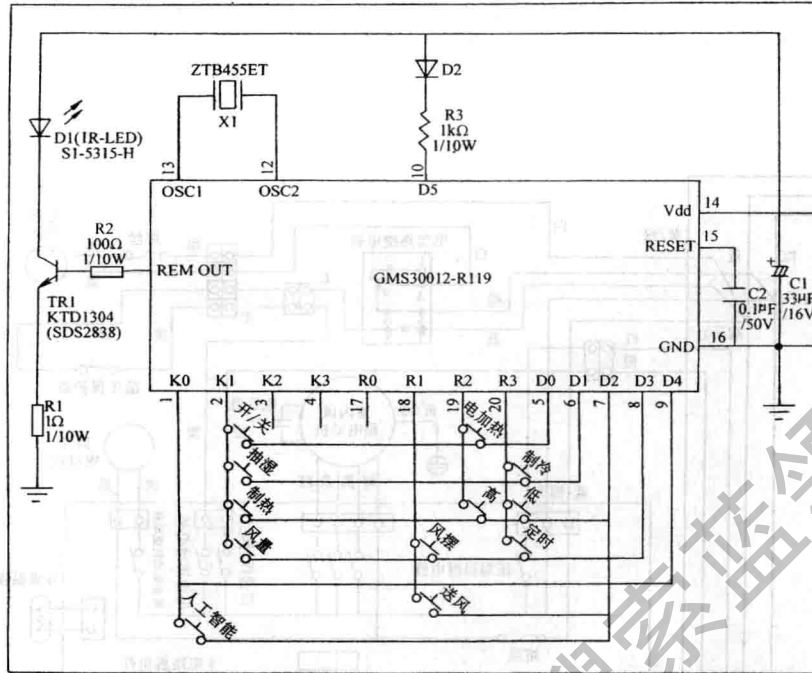 ZTB455ET
X1
D2
D1(IR-LED)
S1-5315-H
R3
1kΩ
1/10W
13
12
10
OSC1
OSC2
D5
Vdd
14
R2
100Ω
1/10W
RESET
15
REM OUT
GMS30012-R119
TR1
KTD1304
(SDS2838)
C2
0.1μF
/50V
C1
33μF
/16V
+
GND
16
K0
K1
K2
K3
R0
R1
R2
R3
D0
D1
D2
D3
D4
1
2
3
4
17
18
19
20
5
6
7
8
9
R1
1Ω
1/10W
开/关
电加热
抽湿
制冷
制热
高
低
风量
风摆
定时
人工智能
送风
搜索蓝领